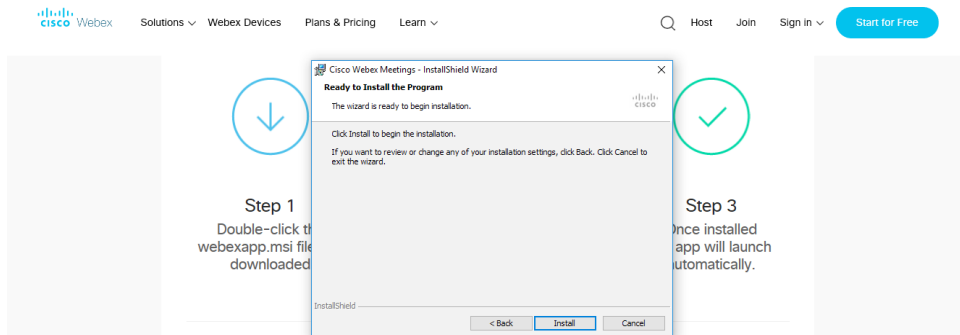 CISCO Webex
Solutions Webex Devices Plans & Pricing Learn Host Join Sign in Start for Free
Cisco Webex Meetings - InstallShield Wizard
Ready to Install the Program
The wizard is ready to begin installation.
CISCO
Click Install to begin the installation.
If you want to review or change any of your installation settings, click Back. Click Cancel to
exit the wizard.
Step 1
Double-click th
webexapp.msi file
downloaded
Step 3
Once installed
app will launch
automatically.
InstallShield
< Back Install Cancel